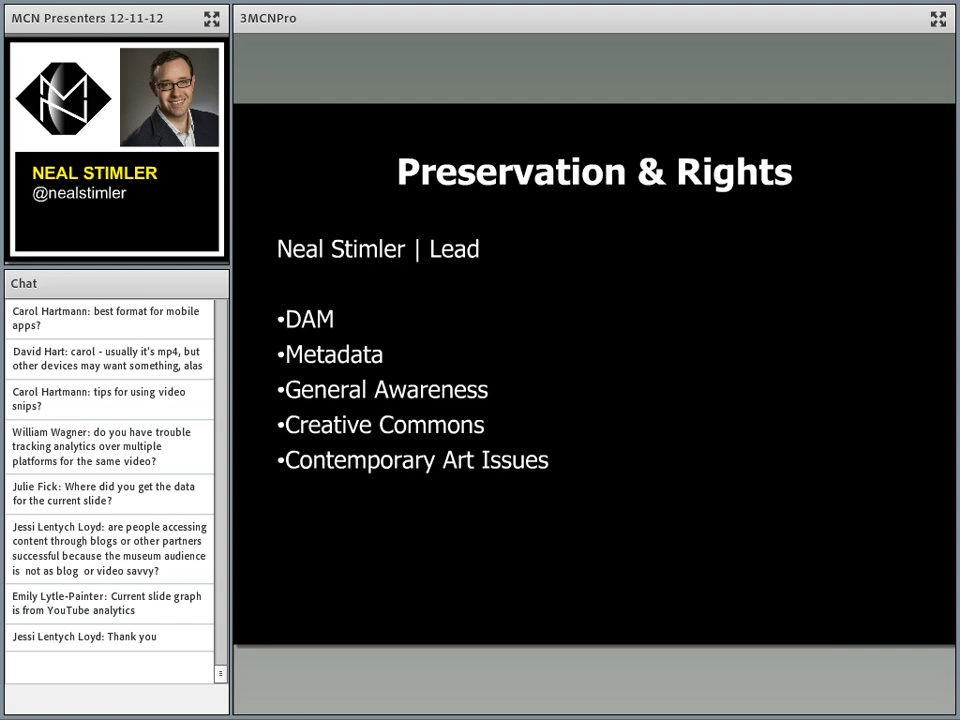 MCN Presenters 12-11-12
NEAL STIMLER
@nealstimler
Chat
Carol Hartmann: best format for mobile
apps?
David Hart: carol - usually it's mp4, but
other devices may want something, alas
Carol Hartmann: tips for using video
snips?
William Wagner: do you have trouble
tracking analytics over multiple
platforms for the same video?
Julie Fick: Where did you get the data
for the current slide?
Jessi Lentych Loyd: are people accessing
content through blogs or other partners
successful because the museum audience
is not as blog or video savvy?
Emily Lytle-Painter: Current slide graph
is from YouTube analytics
Jessi Lentych Loyd: Thank you
3MCNPro
Preservation & Rights
Neal Stimler | Lead
•DAM
•Metadata
•General Awareness
•Creative Commons
•Contemporary Art Issues